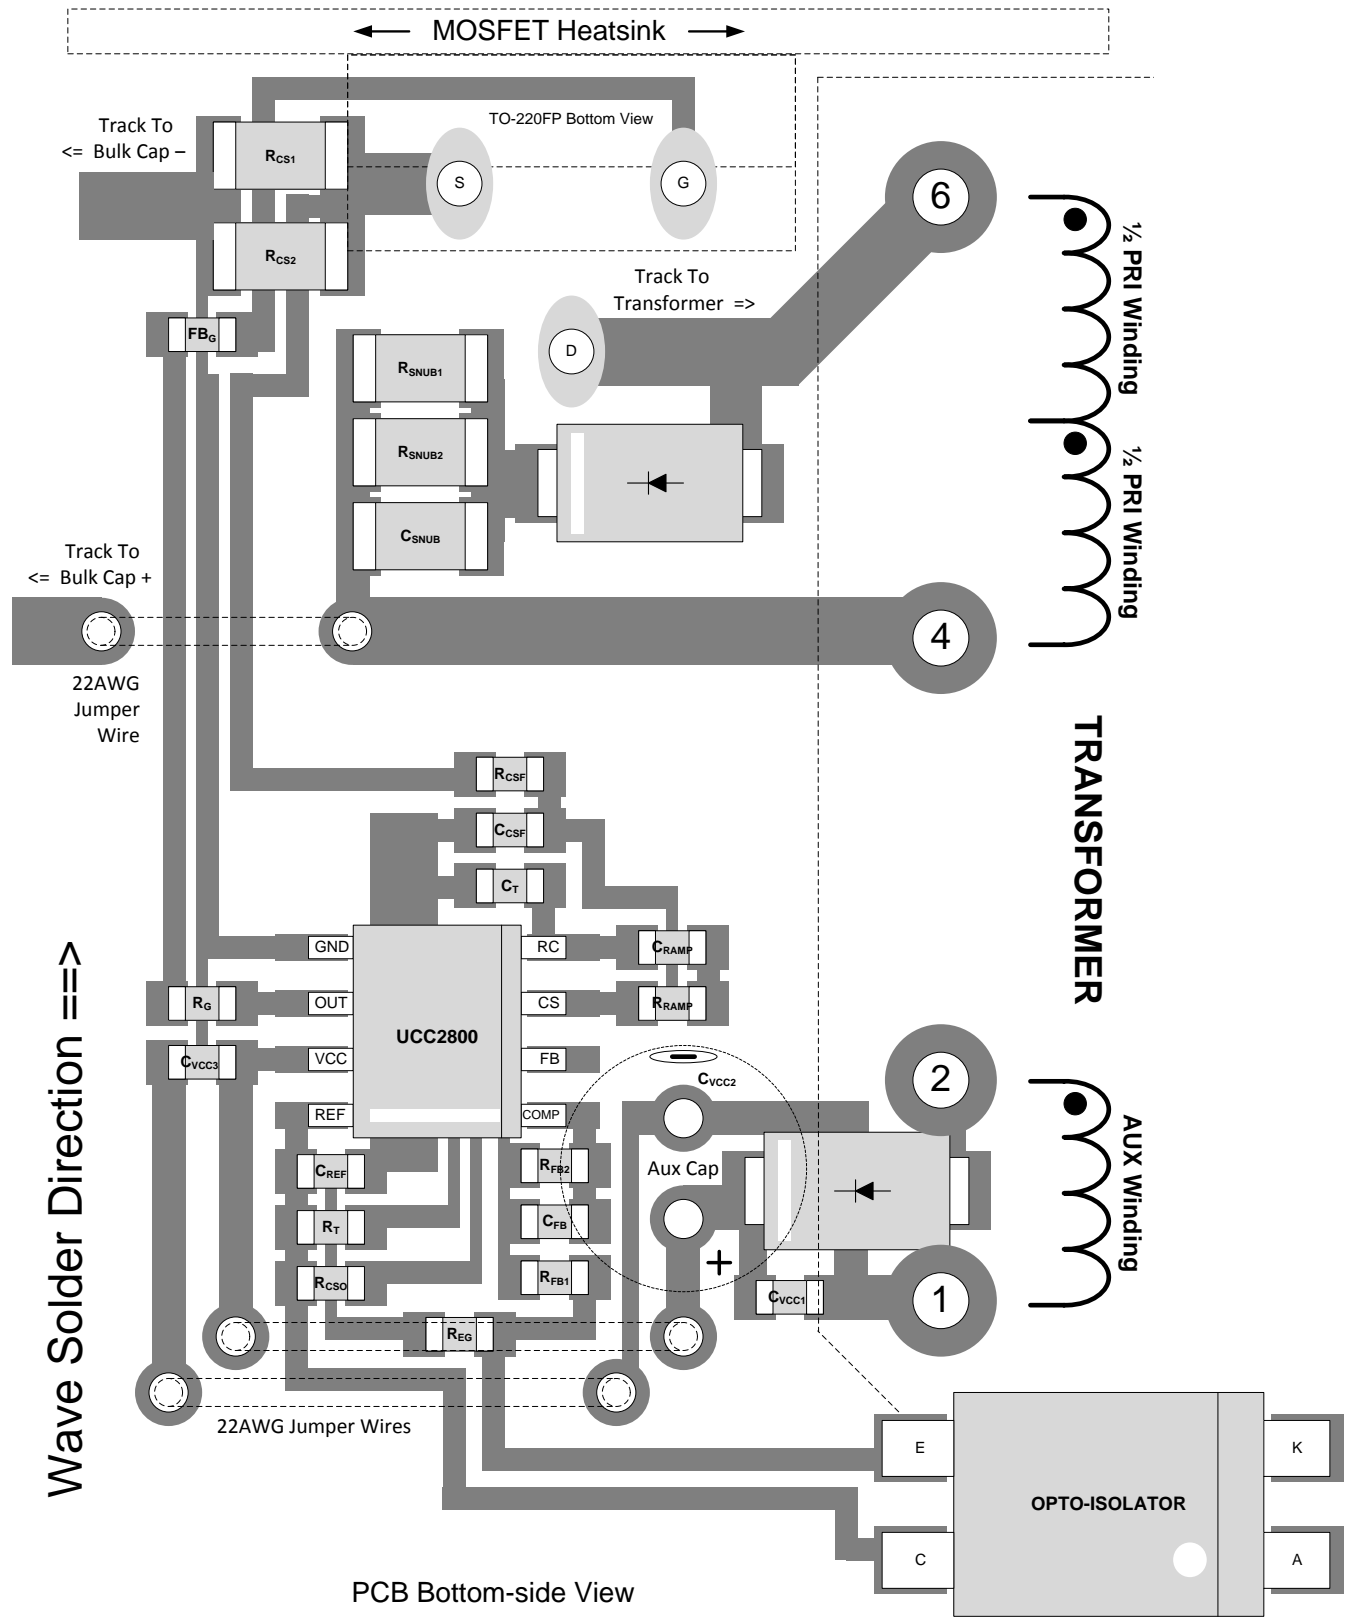 MOSFET Heatsink
Track To
<= Bulk Cap –
TO-220FP Bottom View
RCS1
S
G
6
RCS2
½ PRI Winding
Track To
Transformer =>
FBG
D
RSNUB1
RSNUB2
½ PRI Winding
CSNUB
Track To
<= Bulk Cap +
4
22AWG
Jumper
Wire
TRANSFORMER
RCSF
CCSF
CT
GND
RC
CRAMP
RG
OUT
CS
RRAMP
UCC2800
CVCC3
VCC
FB
CVCC2
2
REF
COMP
CREF
RFB2
Aux Cap
AUX Winding
RT
CFB
+
RCSO
RFB1
CVCC1
1
REG
22AWG Jumper Wires
Wave Solder Direction ==>
E
K
OPTO-ISOLATOR
C
A
PCB Bottom-side View